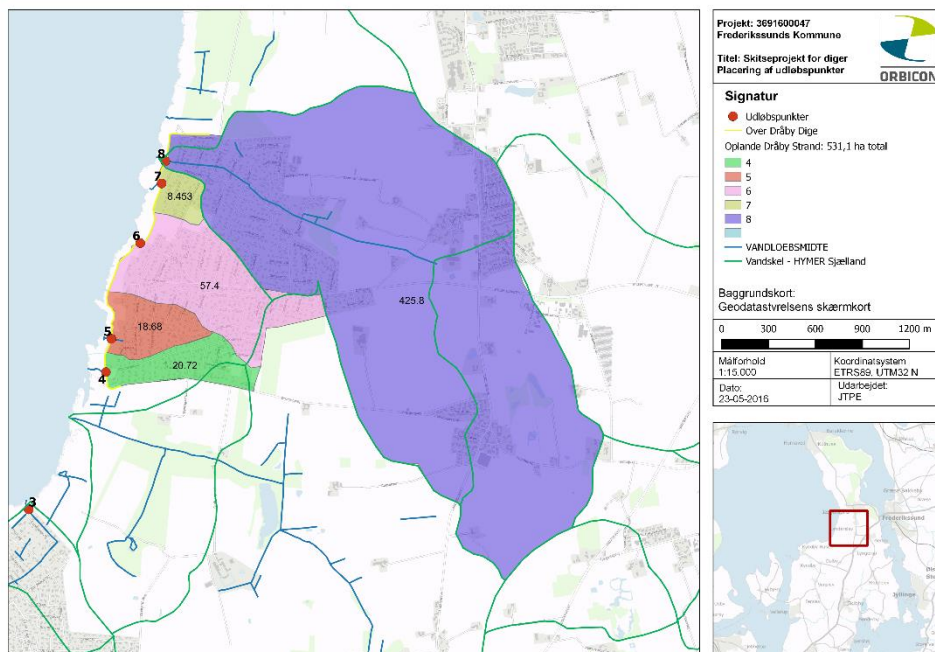 8
7
8.453
6
57.4
425.8
5
18.68
20.72
4
3
Projekt: 3691600047
Frederikssunds Kommune
Titel: Skitseprojekt for diger
Placering af udløbspunkter
ORBICON
Signatur
Udløbspunkter
Over Dråby Dige
Oplande Dråby Strand: 531,1 ha total
4
5
6
7
8
VANDLOEBSMIDTE
Vandskel - HYMER Sjælland
Baggrundskort:
Geodatastyrelsens skærmkort
0 300 600 900 1200 m
Målforhold
1:15.000
Koordinatsystem
ETRS89, UTM32 N
Dato:
23-05-2016
Udarbejdet:
JTPE
Frederikssund
Jyllinge